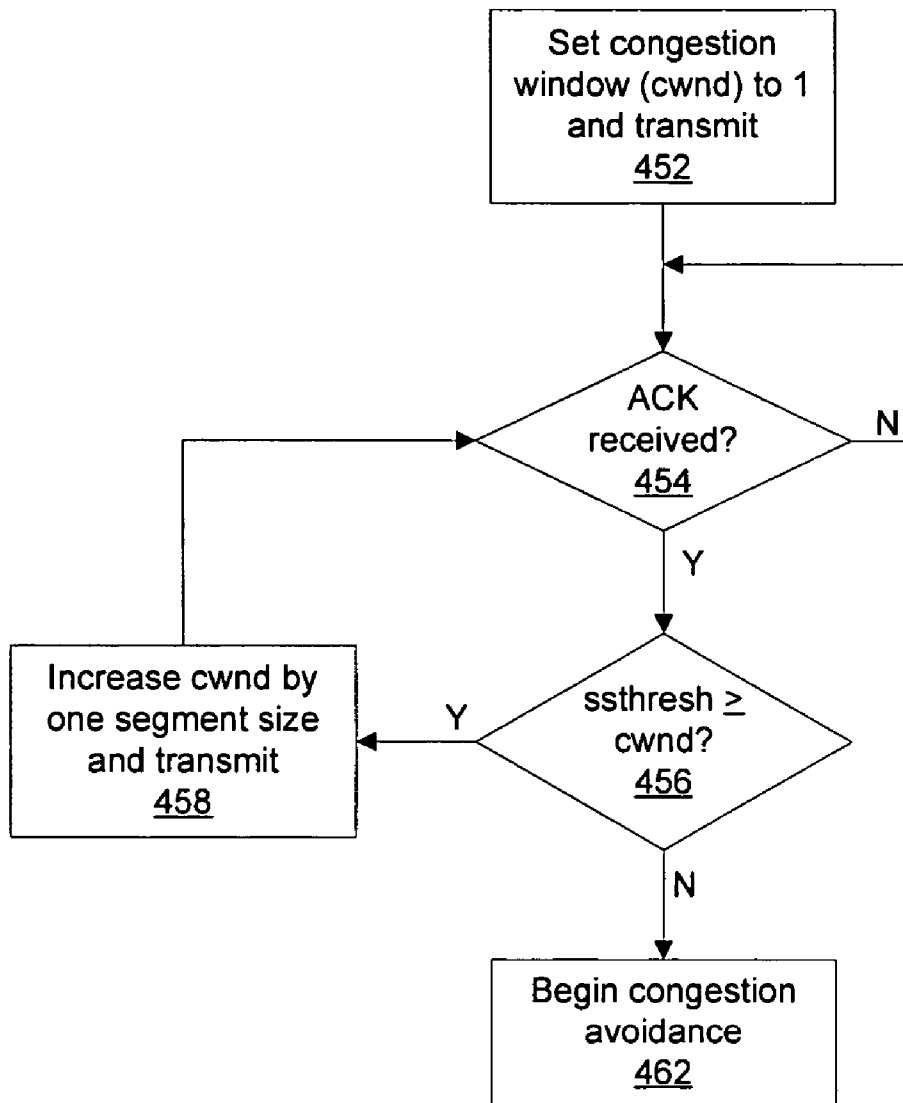 Set congestion
window (cwnd) to 1
and transmit
452
ACK
received?
454
N
Y
Increase cwnd by
one segment size
and transmit
458
Y
ssthresh ≥
cwnd?
456
N
Begin congestion
avoidance
462